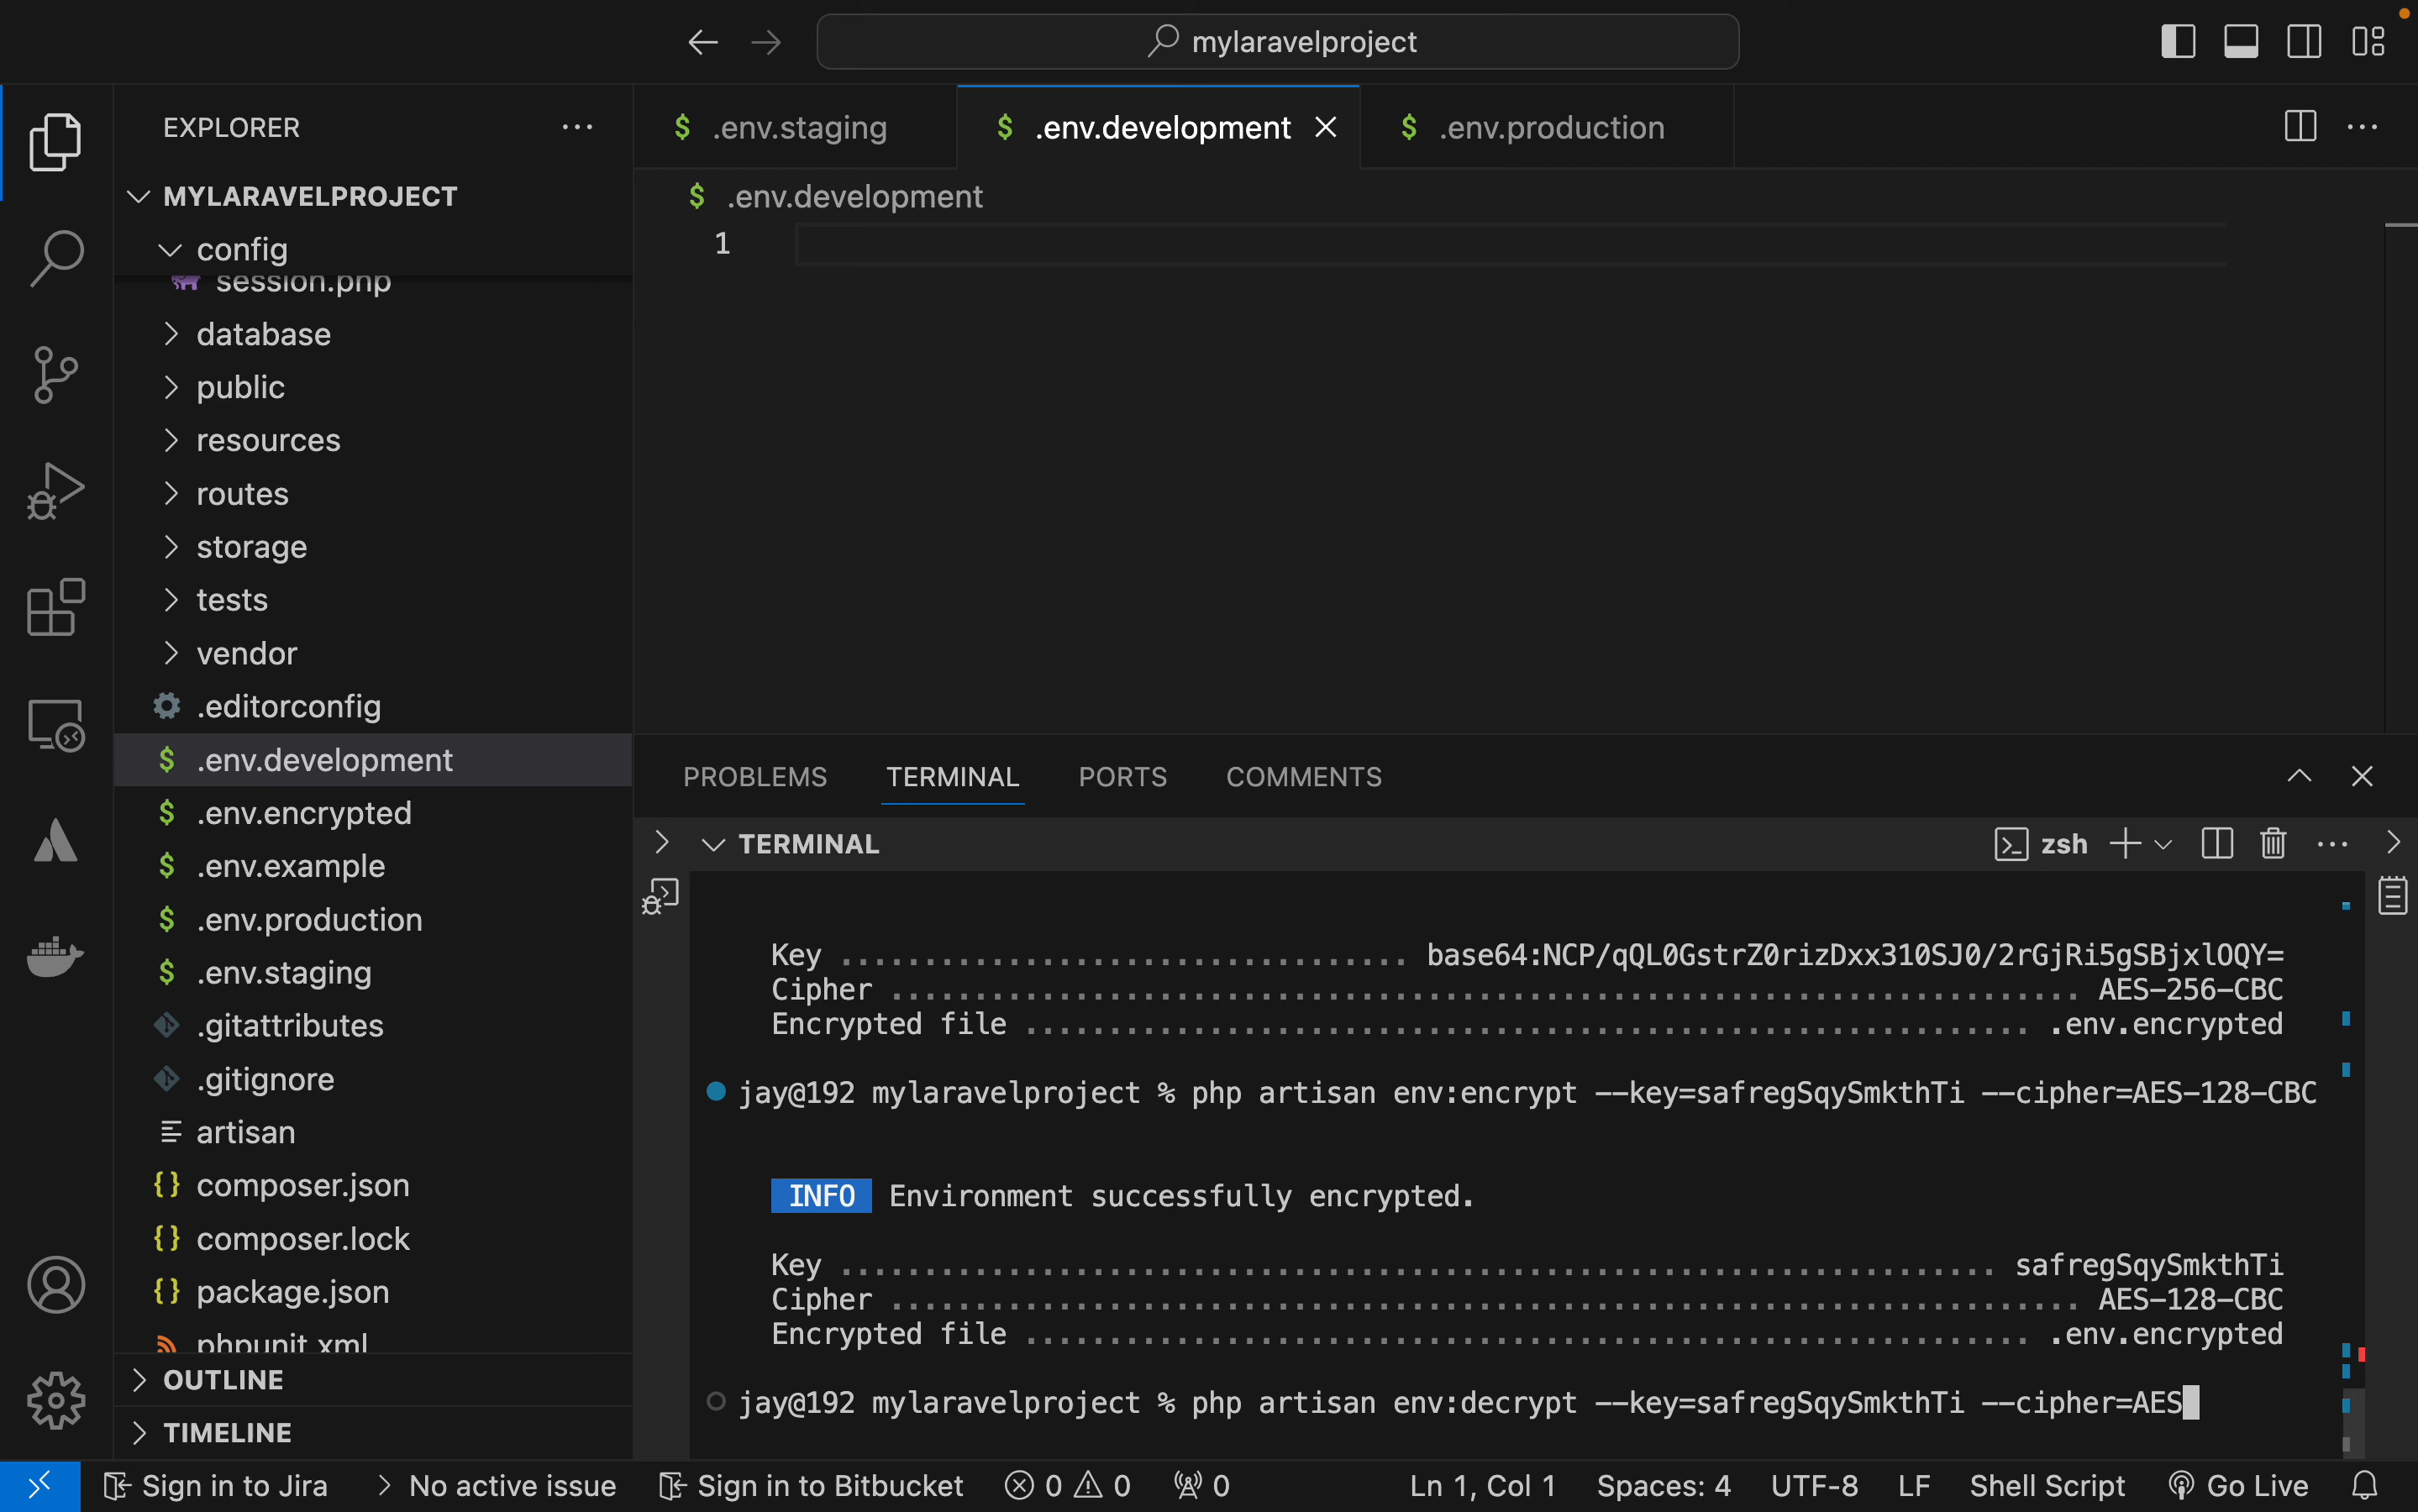 mylaravelproject
EXPLORER
.env.staging
.env.development
.env.production
MYLARAVELPROJECT
.env.development
config
1
session.php
database
public
resources
routes
storage
tests
vendor
.editorconfig
.env.development
.env.encrypted
.env.example
.env.production
.env.staging
.gitattributes
.gitignore
artisan
composer.json
composer.lock
package.json
phpunit.xml
OUTLINE
TIMELINE
PROBLEMS TERMINAL PORTS COMMENTS
TERMINAL
zsh
Key .................................. base64:NCP/qQL0GstrZ0rizDxx310SJ0/2rGjRi5gSBjxlOQY=
Cipher ....................................................................... AES-256-CBC
Encrypted file ............................................................ .env.encrypted
jay@192 mylaravelproject % php artisan env:encrypt --key=safregSqySmkthTi --cipher=AES-128-CBC
INFO Environment successfully encrypted.
Key ..................................................................... safregSqySmkthTi
Cipher ....................................................................... AES-128-CBC
Encrypted file ............................................................ .env.encrypted
jay@192 mylaravelproject % php artisan env:decrypt --key=safregSqySmkthTi --cipher=AES
Sign in to Jira No active issue Sign in to Bitbucket 0 0 0 Ln 1, Col 1 Spaces: 4 UTF-8 LF Shell Script Go Live